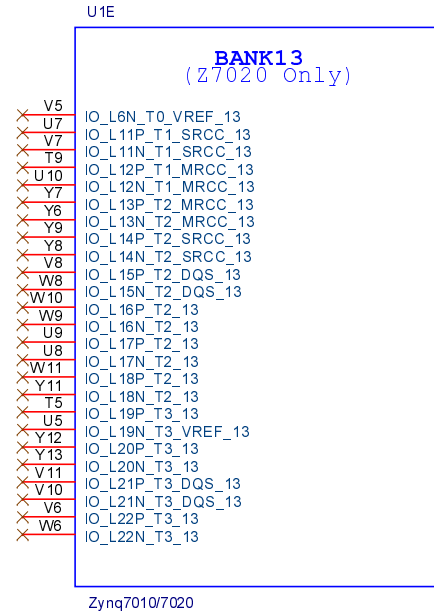 U1E
BANK13
(Z7020 Only)
V5 IO_L6N_T0_VREF_13
U7 IO_L11P_T1_SRCC_13
V7 IO_L11N_T1_SRCC_13
T9 IO_L12P_T1_MRCC_13
U10 IO_L12N_T1_MRCC_13
Y7 IO_L13P_T2_MRCC_13
Y6 IO_L13N_T2_MRCC_13
Y9 IO_L14P_T2_SRCC_13
Y8 IO_L14N_T2_SRCC_13
V8 IO_L15P_T2_DQS_13
W8 IO_L15N_T2_DQS_13
W10 IO_L16P_T2_13
W9 IO_L16N_T2_13
U9 IO_L17P_T2_13
U8 IO_L17N_T2_13
W11 IO_L18P_T2_13
Y11 IO_L18N_T2_13
T5 IO_L19P_T3_13
U5 IO_L19N_T3_VREF_13
Y12 IO_L20P_T3_13
Y13 IO_L20N_T3_13
V11 IO_L21P_T3_DQS_13
V10 IO_L21N_T3_DQS_13
V6 IO_L22P_T3_13
W6 IO_L22N_T3_13
Zynq7010/7020